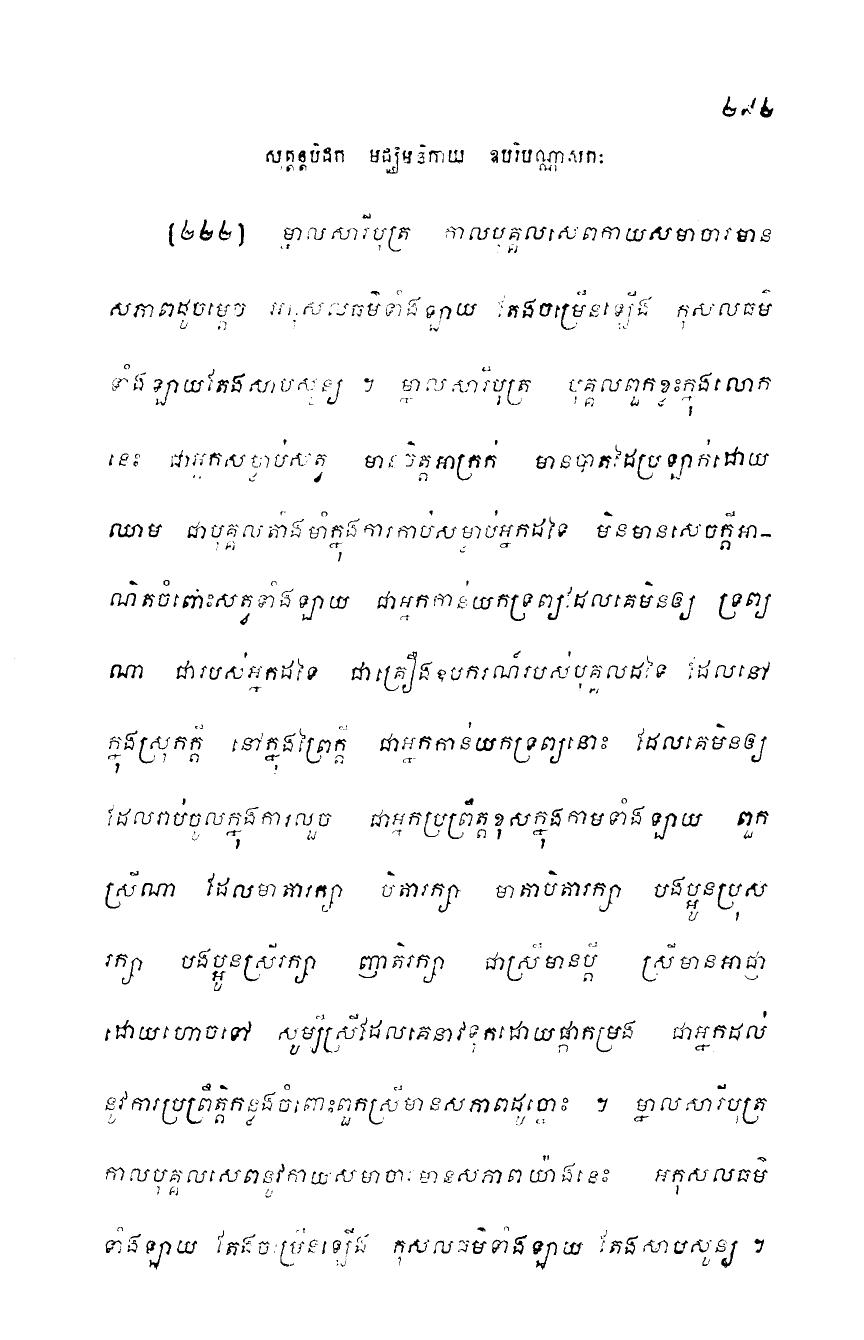 ២៩២
សុត្តន្តបិដក មជ្ឈិមនិកាយ ឧបរិបណ្ណាសកៈ
(២២២) ម្នាលសារីបុត្រ កាលបុគ្គលសេពកាយសមាចារមាន
សភាពដូចម្តេច អកុសលធម៌ទាំងឡាយ តែងចម្រើនឡើង កុសលធម៌
ទាំងឡាយតែងសាបសូន្យ ។ ម្នាលសារីបុត្រ បុគ្គលពួកខ្លះក្នុងលោក
នេះ ជាអ្នកសម្លាប់សត្វ មានចិត្តអាក្រក់ មានបាតដៃប្រឡាក់ដោយ
ឈាម ជាបុគ្គលតាំងមាំក្នុងការកាប់សម្លាប់អ្នកដទៃ មិនមានសេចក្តីអា-
ណិតចំពោះសត្វទាំងឡាយ ជាអ្នកកាន់យកទ្រព្យដែលគេមិនឲ្យ ទ្រព្យ
ណា ជារបស់អ្នកដទៃ ជាគ្រឿងឧបករណ៍របស់បុគ្គលដទៃ ដែលនៅ
ក្នុងស្រុកក្តី នៅក្នុងព្រៃក្តី ជាអ្នកកាន់យកទ្រព្យនោះ ដែលគេមិនឲ្យ
ដែលរាប់ចូលក្នុងការលួច ជាអ្នកប្រព្រឹត្តខុសក្នុងកាមទាំងឡាយ ពួក
ស្រីណា ដែលមាតារក្សា បិតារក្សា មាតាបិតារក្សា បងប្អូនប្រុស
រក្សា បងប្អូនស្រីរក្សា ញាតិរក្សា ជាស្រីមានប្តី ស្រីមានអាជ្ញា
ដោយហោចទៅ សូម្បីស្រីដែលគេទុកដោយផ្កាកម្រង ជាអ្នកដល់
នូវការប្រព្រឹត្តិកន្លងចំពោះពួកស្រីមានសភាពដូច្នោះ ។ ម្នាលសារីបុត្រ
កាលបុគ្គលសេពនូវកាយសមាចារមានសភាពយ៉ាងនេះ អកុសលធម៌
ទាំងឡាយ តែងចម្រើនឡើង កុសលធម៌ទាំងឡាយ តែងសាបសូន្យ ។